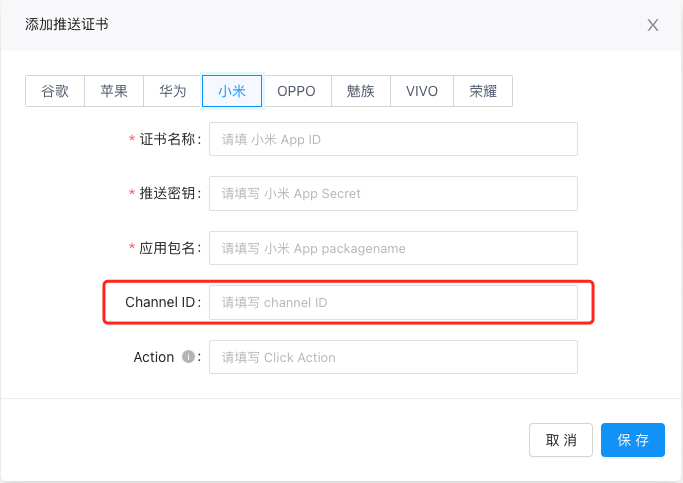 添加推送证书
谷歌 苹果 华为 小米 OPPO 魅族 VIVO 荣耀
* 证书名称: 请填 小米 App ID
* 推送密钥: 请填写 小米 App Secret
* 应用包名: 请填写 小米 App packagename
Channel ID: 请填写 channel ID
Action : 请填写 Click Action
取 消 保 存